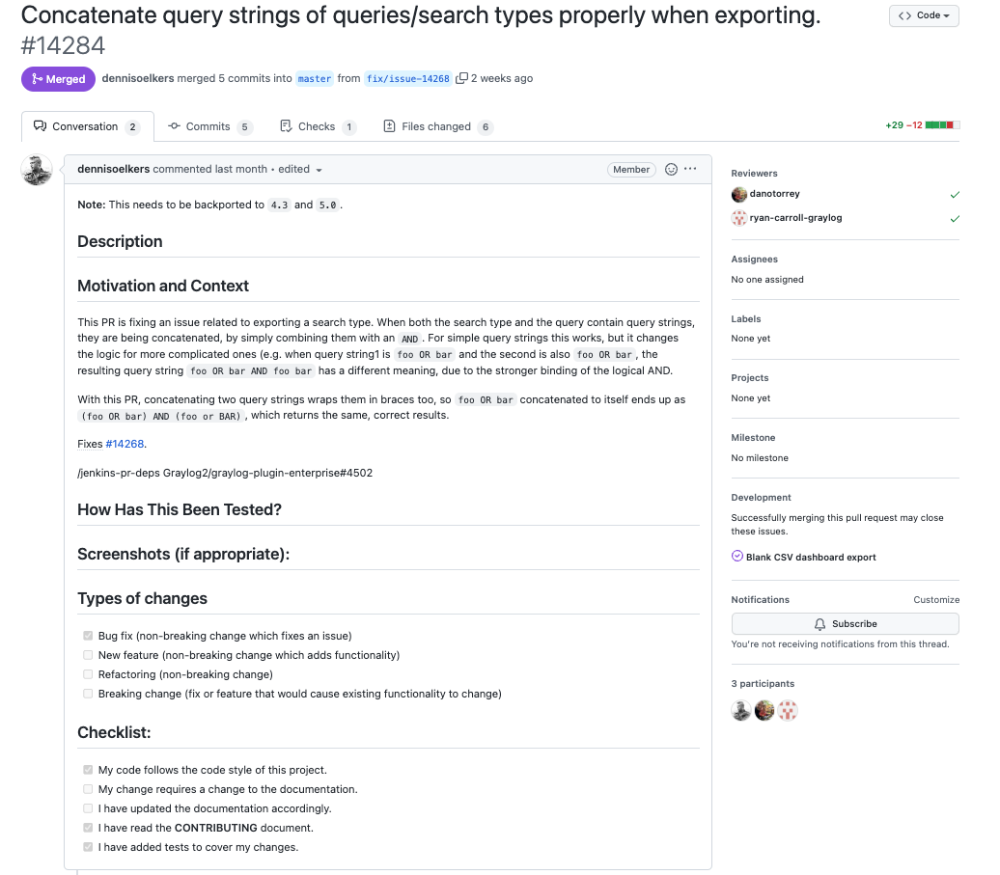 Concatenate query strings of queries/search types properly when exporting.
#14284
<> Code
Merged dennisoelkers merged 5 commits into master from fix/issue-14268 2 weeks ago
Conversation 2 Commits 5 Checks 1 Files changed 6
+29 −12
dennisoelkers commented last month • edited
Member
Note: This needs to be backported to 4.3 and 5.0.
Description
Motivation and Context
This PR is fixing an issue related to exporting a search type. When both the search type and the query contain query strings,
they are being concatenated, by simply combining them with an AND. For simple query strings this works, but it changes
the logic for more complicated ones (e.g. when query string1 is foo OR bar and the second is also foo OR bar, the
resulting query string foo OR bar AND foo bar has a different meaning, due to the stronger binding of the logical AND.
With this PR, concatenating two query strings wraps them in braces too, so foo OR bar concatenated to itself ends up as
(foo OR bar) AND (foo or BAR), which returns the same, correct results.
Fixes #14268.
/jenkins-pr-deps Graylog2/graylog-plugin-enterprise#4502
How Has This Been Tested?
Screenshots (if appropriate):
Types of changes
Bug fix (non-breaking change which fixes an issue)
New feature (non-breaking change which adds functionality)
Refactoring (non-breaking change)
Breaking change (fix or feature that would cause existing functionality to change)
Checklist:
My code follows the code style of this project.
My change requires a change to the documentation.
I have updated the documentation accordingly.
I have read the CONTRIBUTING document.
I have added tests to cover my changes.
Reviewers
danotorrey
ryan-carroll-graylog
Assignees
No one assigned
Labels
None yet
Projects
None yet
Milestone
No milestone
Development
Successfully merging this pull request may close
these issues.
Blank CSV dashboard export
Notifications
Customize
Subscribe
You're not receiving notifications from this thread.
3 participants